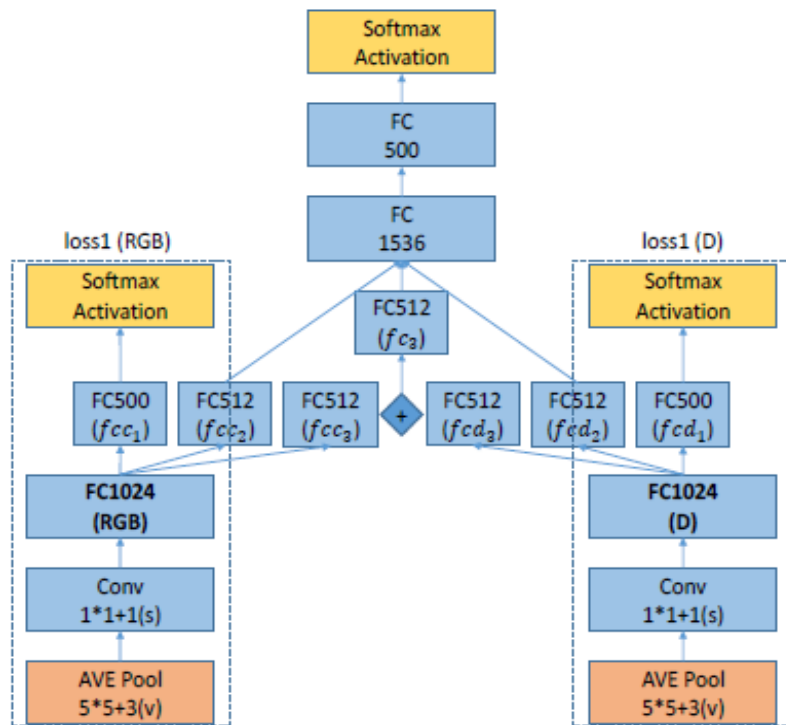 Softmax
Activation
FC
500
FC
1536
loss1 (RGB)
loss1 (D)
Softmax
Activation
FC512
(fc₃)
Softmax
Activation
FC500
(fcc₁)
FC512
(fcc₂)
FC512
(fcc₃)
+
FC512
(fcd₃)
FC512
(fcd₂)
FC500
(fcd₁)
FC1024
(RGB)
FC1024
(D)
Conv
1*1+1(s)
Conv
1*1+1(s)
AVE Pool
5*5+3(v)
AVE Pool
5*5+3(v)